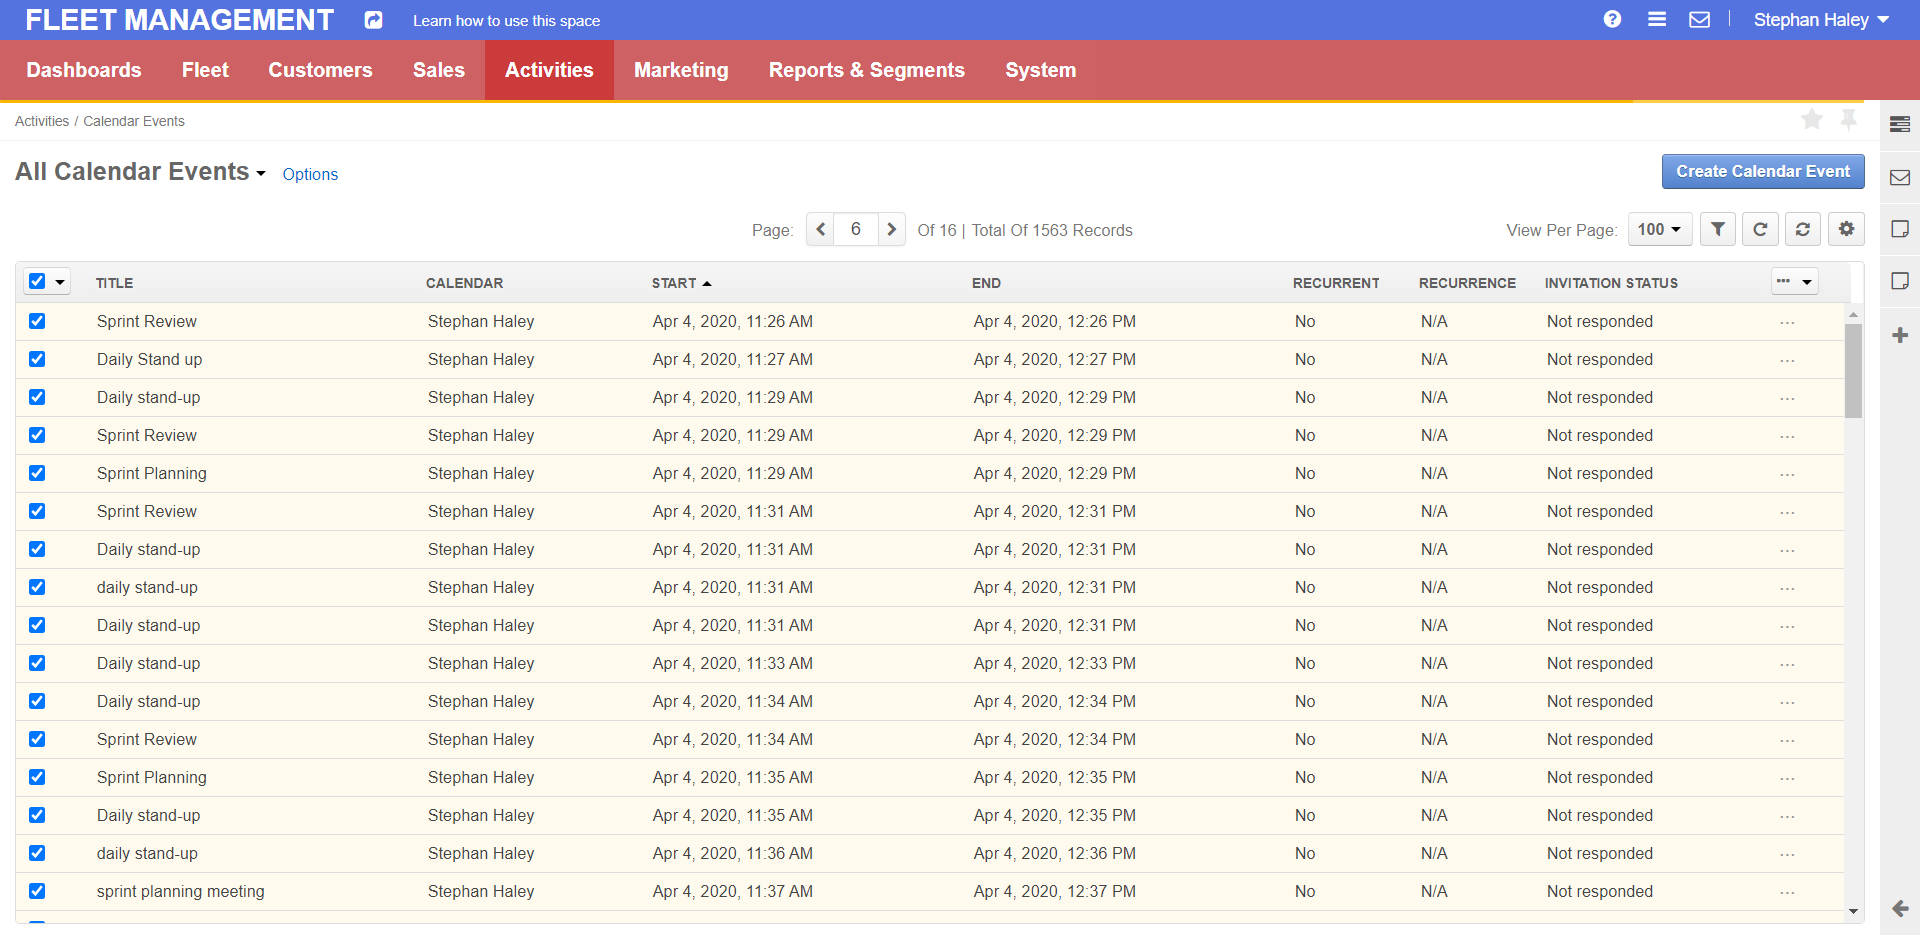 FLEET MANAGEMENT Learn how to use this space Stephan Haley
Dashboards Fleet Customers Sales Activities Marketing Reports & Segments System
Activities / Calendar Events
All Calendar Events Options Create Calendar Event
Page: 6 Of 16 | Total Of 1563 Records View Per Page: 100
TITLE CALENDAR START END RECURRENT RECURRENCE INVITATION STATUS
Sprint Review Stephan Haley Apr 4, 2020, 11:26 AM Apr 4, 2020, 12:26 PM No N/A Not responded
Daily Stand up Stephan Haley Apr 4, 2020, 11:27 AM Apr 4, 2020, 12:27 PM No N/A Not responded
Daily stand-up Stephan Haley Apr 4, 2020, 11:29 AM Apr 4, 2020, 12:29 PM No N/A Not responded
Sprint Review Stephan Haley Apr 4, 2020, 11:29 AM Apr 4, 2020, 12:29 PM No N/A Not responded
Sprint Planning Stephan Haley Apr 4, 2020, 11:29 AM Apr 4, 2020, 12:29 PM No N/A Not responded
Sprint Review Stephan Haley Apr 4, 2020, 11:31 AM Apr 4, 2020, 12:31 PM No N/A Not responded
Daily stand-up Stephan Haley Apr 4, 2020, 11:31 AM Apr 4, 2020, 12:31 PM No N/A Not responded
daily stand-up Stephan Haley Apr 4, 2020, 11:31 AM Apr 4, 2020, 12:31 PM No N/A Not responded
Daily stand-up Stephan Haley Apr 4, 2020, 11:31 AM Apr 4, 2020, 12:31 PM No N/A Not responded
Daily stand-up Stephan Haley Apr 4, 2020, 11:33 AM Apr 4, 2020, 12:33 PM No N/A Not responded
Daily stand-up Stephan Haley Apr 4, 2020, 11:34 AM Apr 4, 2020, 12:34 PM No N/A Not responded
Sprint Review Stephan Haley Apr 4, 2020, 11:34 AM Apr 4, 2020, 12:34 PM No N/A Not responded
Sprint Planning Stephan Haley Apr 4, 2020, 11:35 AM Apr 4, 2020, 12:35 PM No N/A Not responded
Daily stand-up Stephan Haley Apr 4, 2020, 11:35 AM Apr 4, 2020, 12:35 PM No N/A Not responded
daily stand-up Stephan Haley Apr 4, 2020, 11:36 AM Apr 4, 2020, 12:36 PM No N/A Not responded
sprint planning meeting Stephan Haley Apr 4, 2020, 11:37 AM Apr 4, 2020, 12:37 PM No N/A Not responded